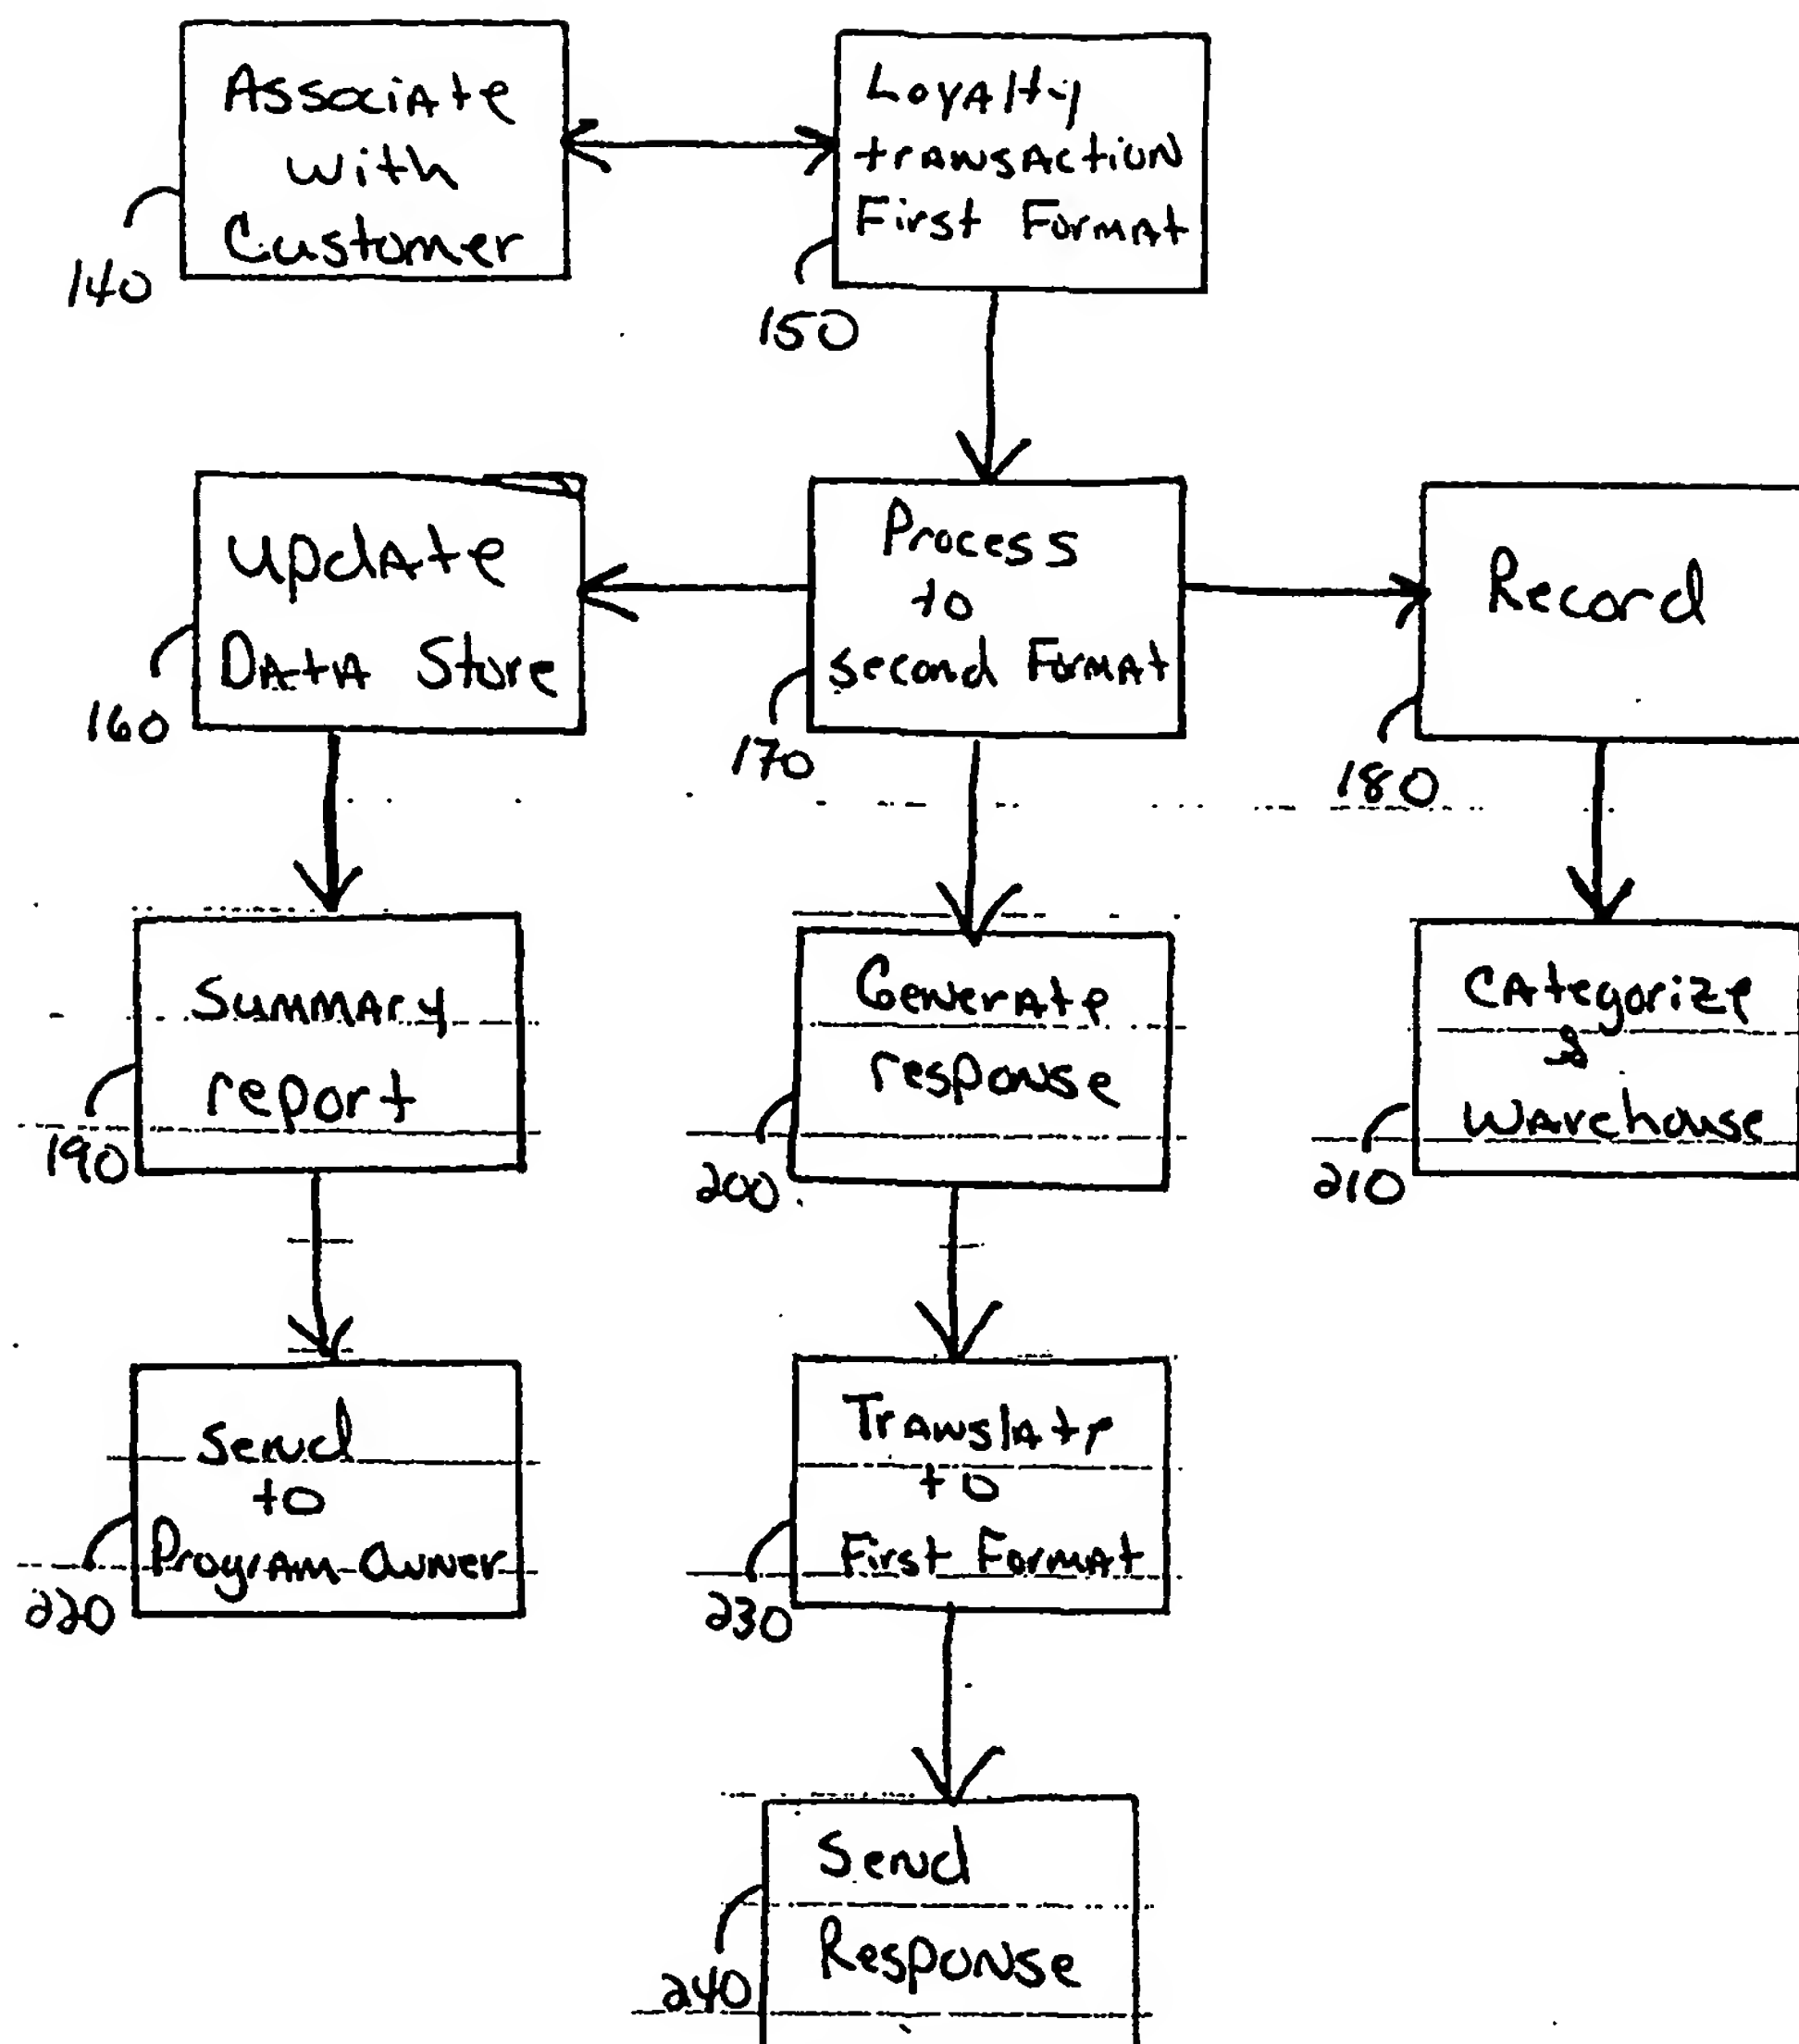 Associate
with
Customer
140
Loyalty
transaction
First Format
150
Update
Data Store
160
Process
to
second Format
170
Record
180
Summary
report
190
Generate
response
200
Categorize
&
Warehouse
210
Send
to
Program Owner
220
Translate
to
First Format
230
Send
Response
240